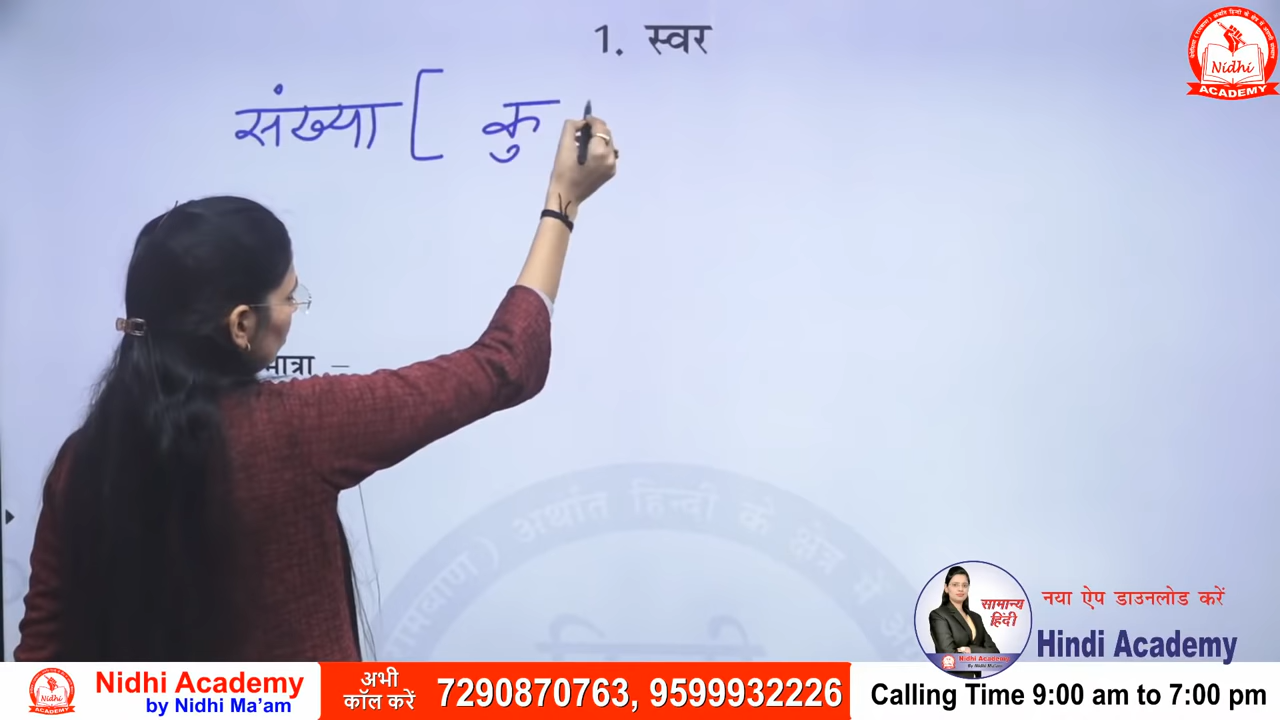 1. स्वर
Nidhi
ACADEMY
संख्या [ कु
मात्रा –
) अर्थात हिन्दी के क्षेत्र में
सामान्य
हिंदी
नया ऐप डाउनलोड करें
Hindi Academy
Nidhi Academy
by Nidhi Ma'am
अभी
कॉल करें
7290870763, 9599932226
Calling Time 9:00 am to 7:00 pm